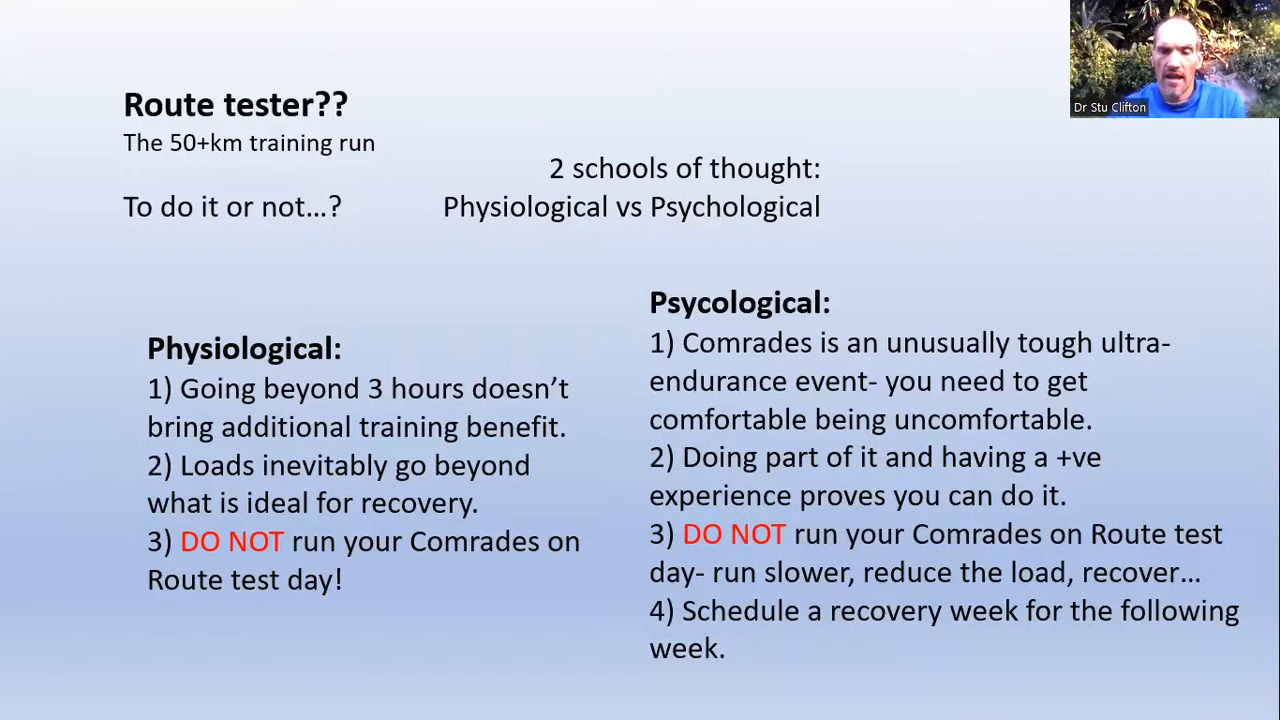 Dr Stu Clifton
Route tester??
The 50+km training run
To do it or not…?
2 schools of thought:
Physiological vs Psychological
Physiological:
1) Going beyond 3 hours doesn’t
bring additional training benefit.
2) Loads inevitably go beyond
what is ideal for recovery.
3) DO NOT run your Comrades on
Route test day!
Psycological:
1) Comrades is an unusually tough ultra-
endurance event- you need to get
comfortable being uncomfortable.
2) Doing part of it and having a +ve
experience proves you can do it.
3) DO NOT run your Comrades on Route test
day- run slower, reduce the load, recover…
4) Schedule a recovery week for the following
week.